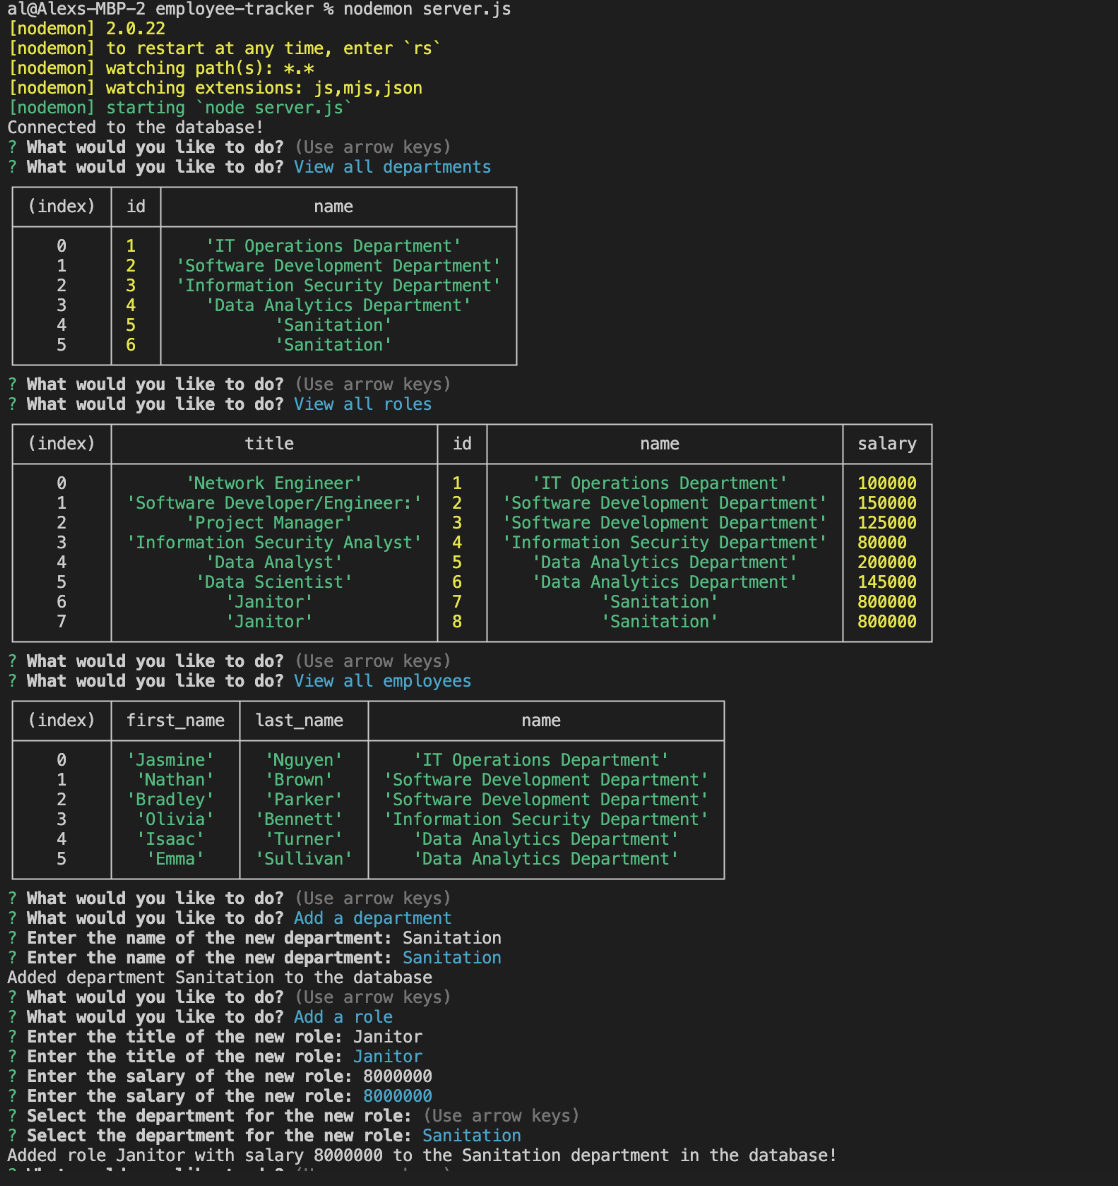 al@Alexs-MBP-2 employee-tracker % nodemon server.js
[nodemon] 2.0.22
[nodemon] to restart at any time, enter `rs`
[nodemon] watching path(s): *.*
[nodemon] watching extensions: js,mjs,json
[nodemon] starting `node server.js`
Connected to the database!
? What would you like to do? (Use arrow keys)
? What would you like to do? View all departments
(index) id name
0 1 'IT Operations Department'
1 2 'Software Development Department'
2 3 'Information Security Department'
3 4 'Data Analytics Department'
4 5 'Sanitation'
5 6 'Sanitation'
? What would you like to do? (Use arrow keys)
? What would you like to do? View all roles
(index) title id name salary
0 'Network Engineer' 1 'IT Operations Department' 100000
1 'Software Developer/Engineer:' 2 'Software Development Department' 150000
2 'Project Manager' 3 'Software Development Department' 125000
3 'Information Security Analyst' 4 'Information Security Department' 80000
4 'Data Analyst' 5 'Data Analytics Department' 200000
5 'Data Scientist' 6 'Data Analytics Department' 145000
6 'Janitor' 7 'Sanitation' 800000
7 'Janitor' 8 'Sanitation' 800000
? What would you like to do? (Use arrow keys)
? What would you like to do? View all employees
(index) first_name last_name name
0 'Jasmine' 'Nguyen' 'IT Operations Department'
1 'Nathan' 'Brown' 'Software Development Department'
2 'Bradley' 'Parker' 'Software Development Department'
3 'Olivia' 'Bennett' 'Information Security Department'
4 'Isaac' 'Turner' 'Data Analytics Department'
5 'Emma' 'Sullivan' 'Data Analytics Department'
? What would you like to do? (Use arrow keys)
? What would you like to do? Add a department
? Enter the name of the new department: Sanitation
? Enter the name of the new department: Sanitation
Added department Sanitation to the database
? What would you like to do? (Use arrow keys)
? What would you like to do? Add a role
? Enter the title of the new role: Janitor
? Enter the title of the new role: Janitor
? Enter the salary of the new role: 8000000
? Enter the salary of the new role: 8000000
? Select the department for the new role: (Use arrow keys)
? Select the department for the new role: Sanitation
Added role Janitor with salary 8000000 to the Sanitation department in the database!